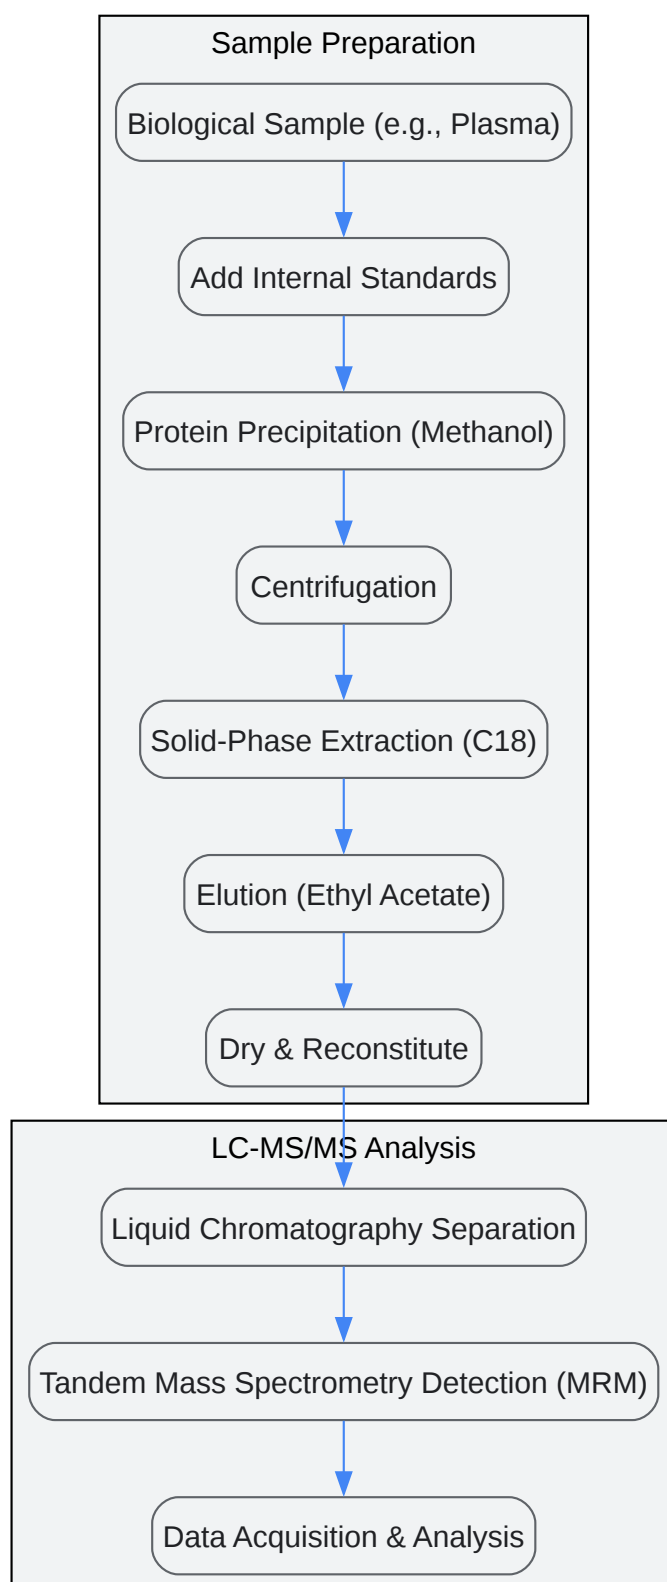 Sample Preparation
Biological Sample (e.g., Plasma)
Add Internal Standards
Protein Precipitation (Methanol)
Centrifugation
Solid-Phase Extraction (C18)
Elution (Ethyl Acetate)
Dry & Reconstitute
LC-MS/MS Analysis
Liquid Chromatography Separation
Tandem Mass Spectrometry Detection (MRM)
Data Acquisition & Analysis